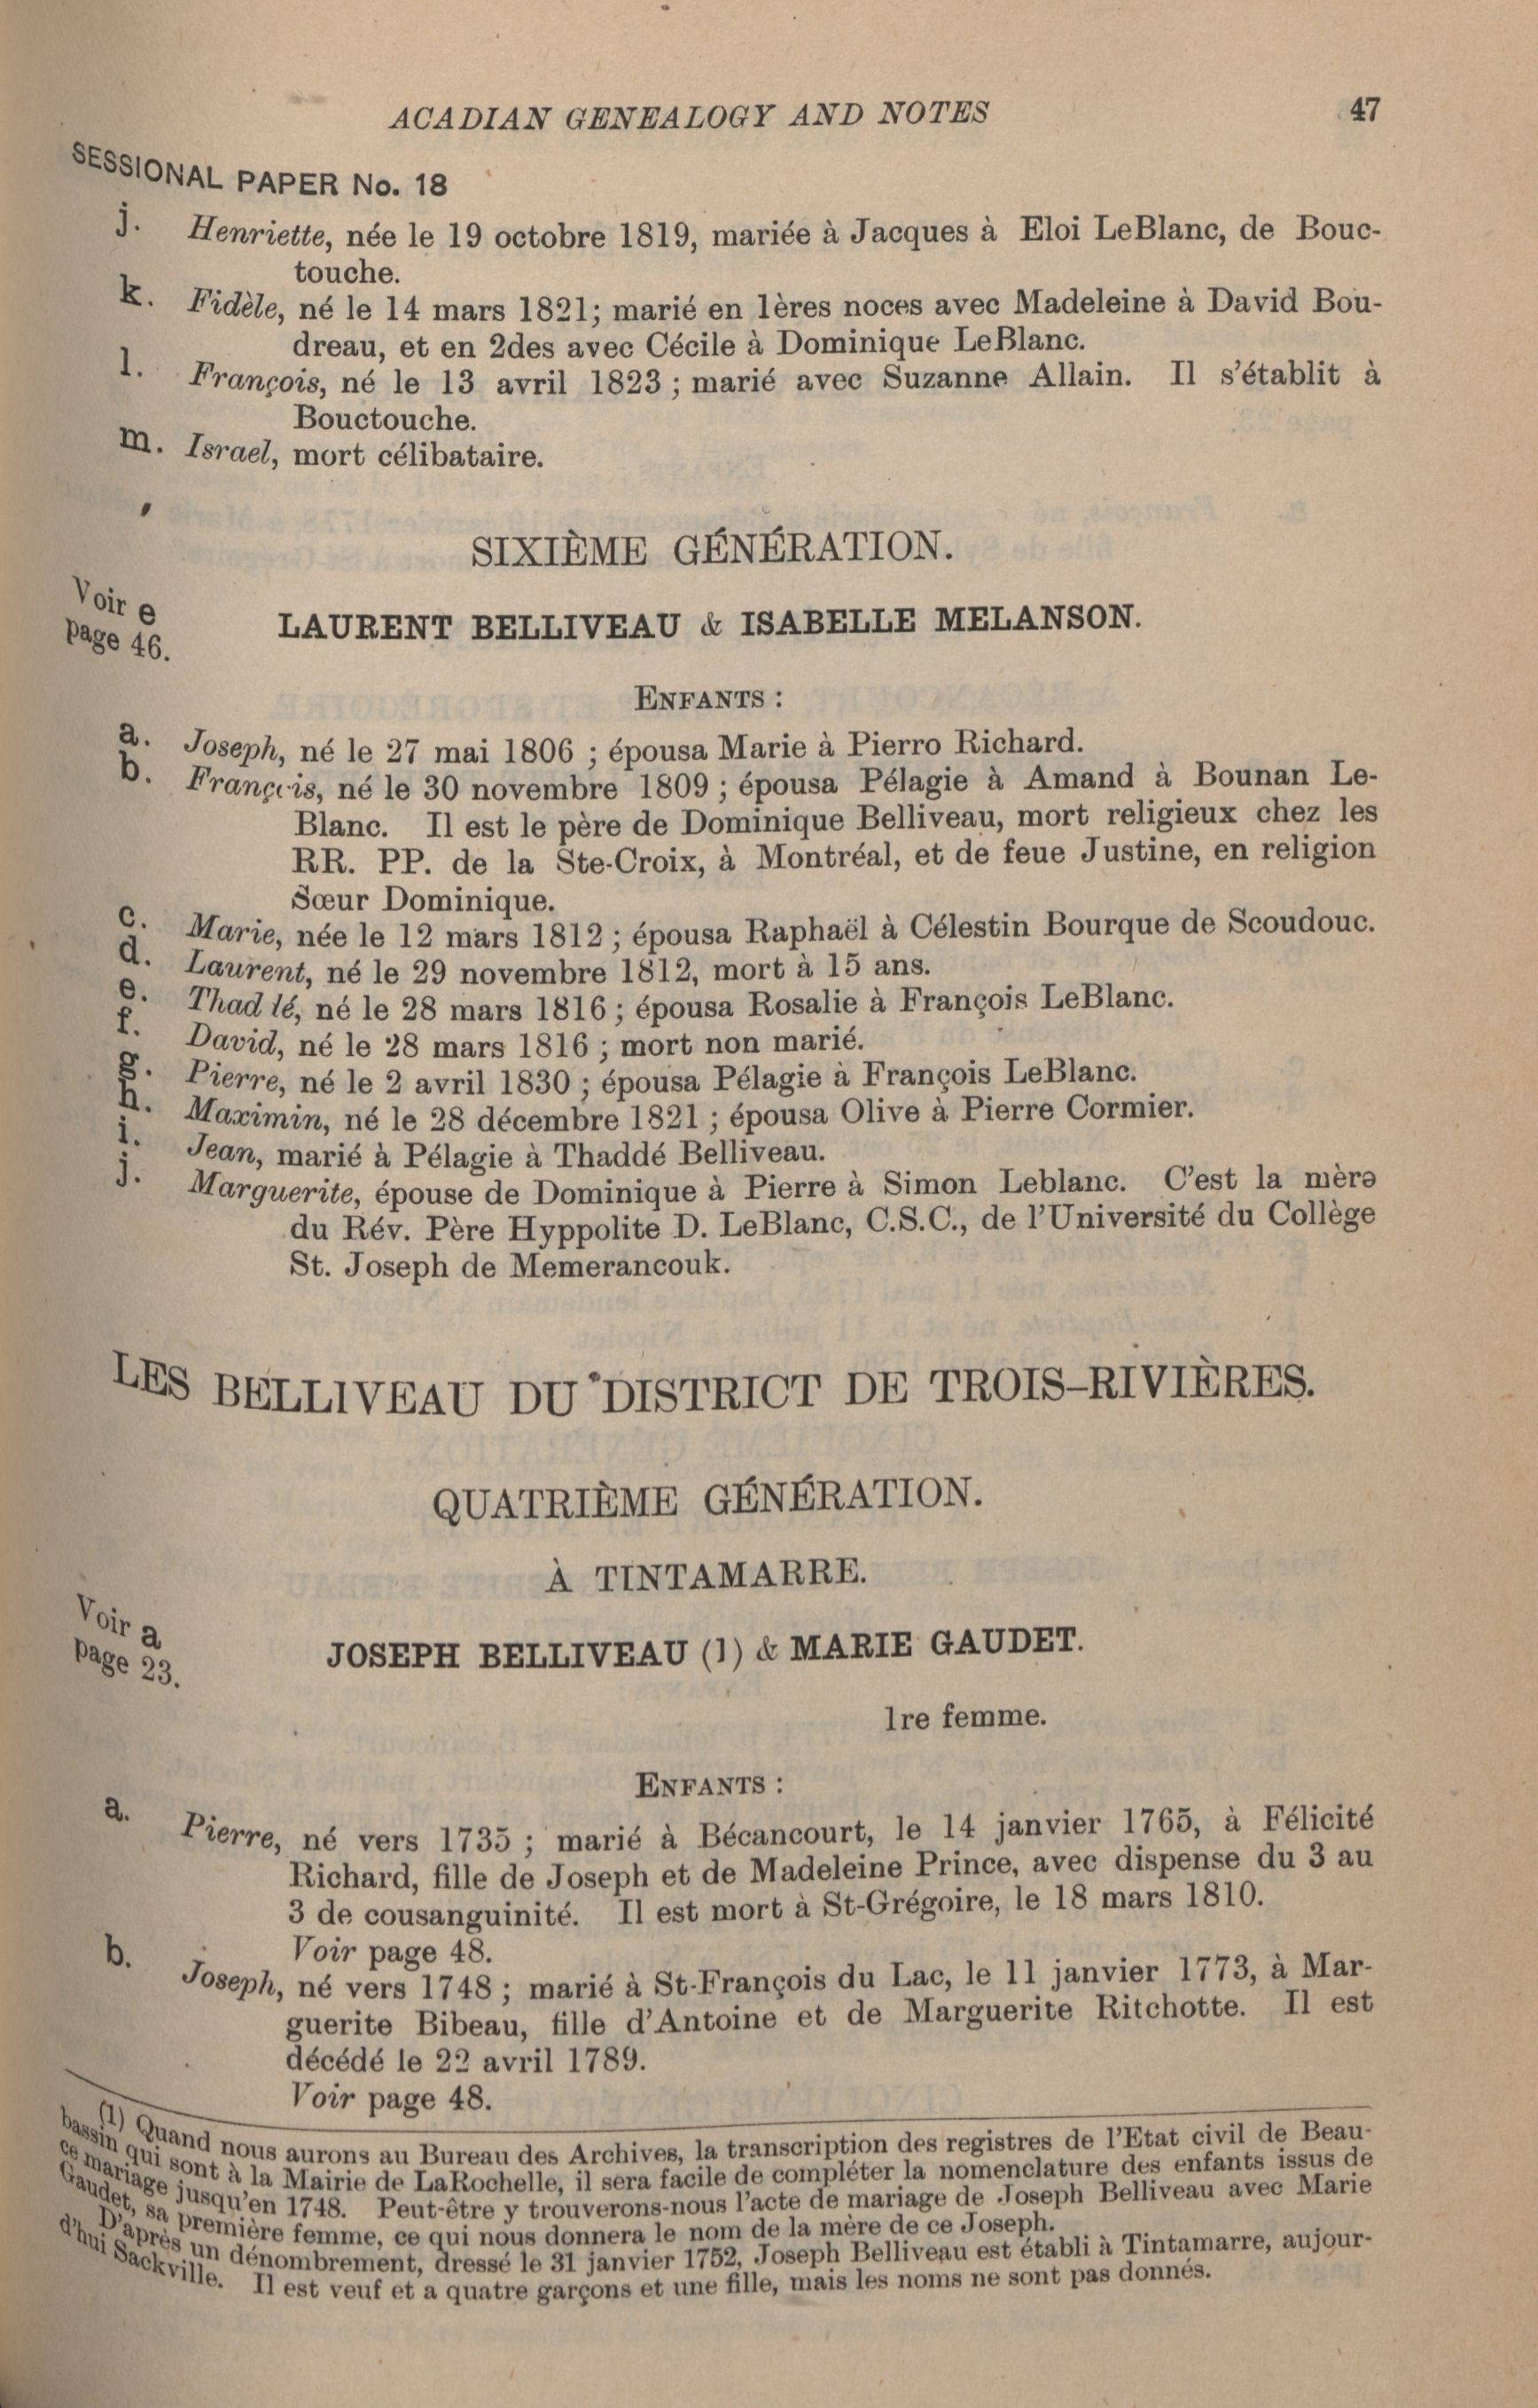 ACADIAN GENEALOGY AND NOTES 47
SESSIONAL PAPER No. 18
j. Henriette, née le 19 octobre 1819, mariée à Jacques à Eloi LeBlanc, de Bouc-
touche.
k. Fidèle, né le 14 mars 1821; marié en 1ères noces avec Madeleine à David Bou-
dreau, et en 2des avec Cécile à Dominique LeBlanc.
l. François, né le 13 avril 1823 ; marié avec Suzanne Allain. Il s'établit à
Bouctouche.
m. Israel, mort célibataire.
SIXIÈME GÉNÉRATION.
Voir e
page 46.
LAURENT BELLIVEAU & ISABELLE MELANSON.
ENFANTS :
a. Joseph, né le 27 mai 1806 ; épousa Marie à Pierro Richard.
b. François, né le 30 novembre 1809 ; épousa Pélagie à Amand à Bounan Le-
Blanc. Il est le père de Dominique Belliveau, mort religieux chez les
RR. PP. de la Ste-Croix, à Montréal, et de feue Justine, en religion
Sœur Dominique.
c. Marie, née le 12 mars 1812 ; épousa Raphaël à Célestin Bourque de Scoudouc.
d. Laurent, né le 29 novembre 1812, mort à 15 ans.
e. Thad lé, né le 28 mars 1816 ; épousa Rosalie à François LeBlanc.
f. David, né le 28 mars 1816 ; mort non marié.
g. Pierre, né le 2 avril 1830 ; épousa Pélagie à François LeBlanc.
h. Maximin, né le 28 décembre 1821 ; épousa Olive à Pierre Cormier.
i. Jean, marié à Pélagie à Thaddé Belliveau.
j. Marguerite, épouse de Dominique à Pierre à Simon Leblanc. C'est la mère
du Rév. Père Hyppolite D. LeBlanc, C.S.C., de l'Université du Collège
St. Joseph de Memerancouk.
LES BELLIVEAU DU DISTRICT DE TROIS-RIVIÈRES.
QUATRIÈME GÉNÉRATION.
À TINTAMARRE.
Voir a
page 23.
JOSEPH BELLIVEAU (1) & MARIE GAUDET.
1re femme.
ENFANTS :
a. Pierre, né vers 1735 ; marié à Bécancourt, le 14 janvier 1765, à Félicité
Richard, fille de Joseph et de Madeleine Prince, avec dispense du 3 au
3 de cousanguinité. Il est mort à St-Grégoire, le 18 mars 1810.
Voir page 48.
b. Joseph, né vers 1748 ; marié à St-François du Lac, le 11 janvier 1773, à Mar-
guerite Bibeau, fille d'Antoine et de Marguerite Ritchotte. Il est
décédé le 22 avril 1789.
Voir page 48.
(1) Quand nous aurons au Bureau des Archives, la transcription des registres de l'Etat civil de Beau-
bassin qui sont à la Mairie de LaRochelle, il sera facile de compléter la nomenclature des enfants issus de
ce mariage jusqu'en 1748. Peut-être y trouverons-nous l'acte de mariage de Joseph Belliveau avec Marie
Gaudet, sa première femme, ce qui nous donnera le nom de la mère de ce Joseph.
D'après un dénombrement, dressé le 31 janvier 1752, Joseph Belliveau est établi à Tintamarre, aujour-
d'hui Sackville. Il est veuf et a quatre garçons et une fille, mais les noms ne sont pas donnés.